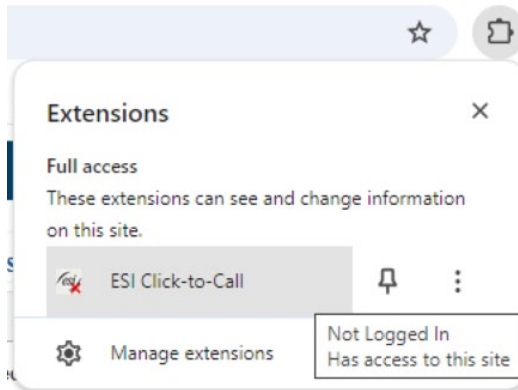 Extensions
Full access
These extensions can see and change information
on this site.
esi
ESI Click-to-Call
Not Logged In
Manage extensions
Has access to this site